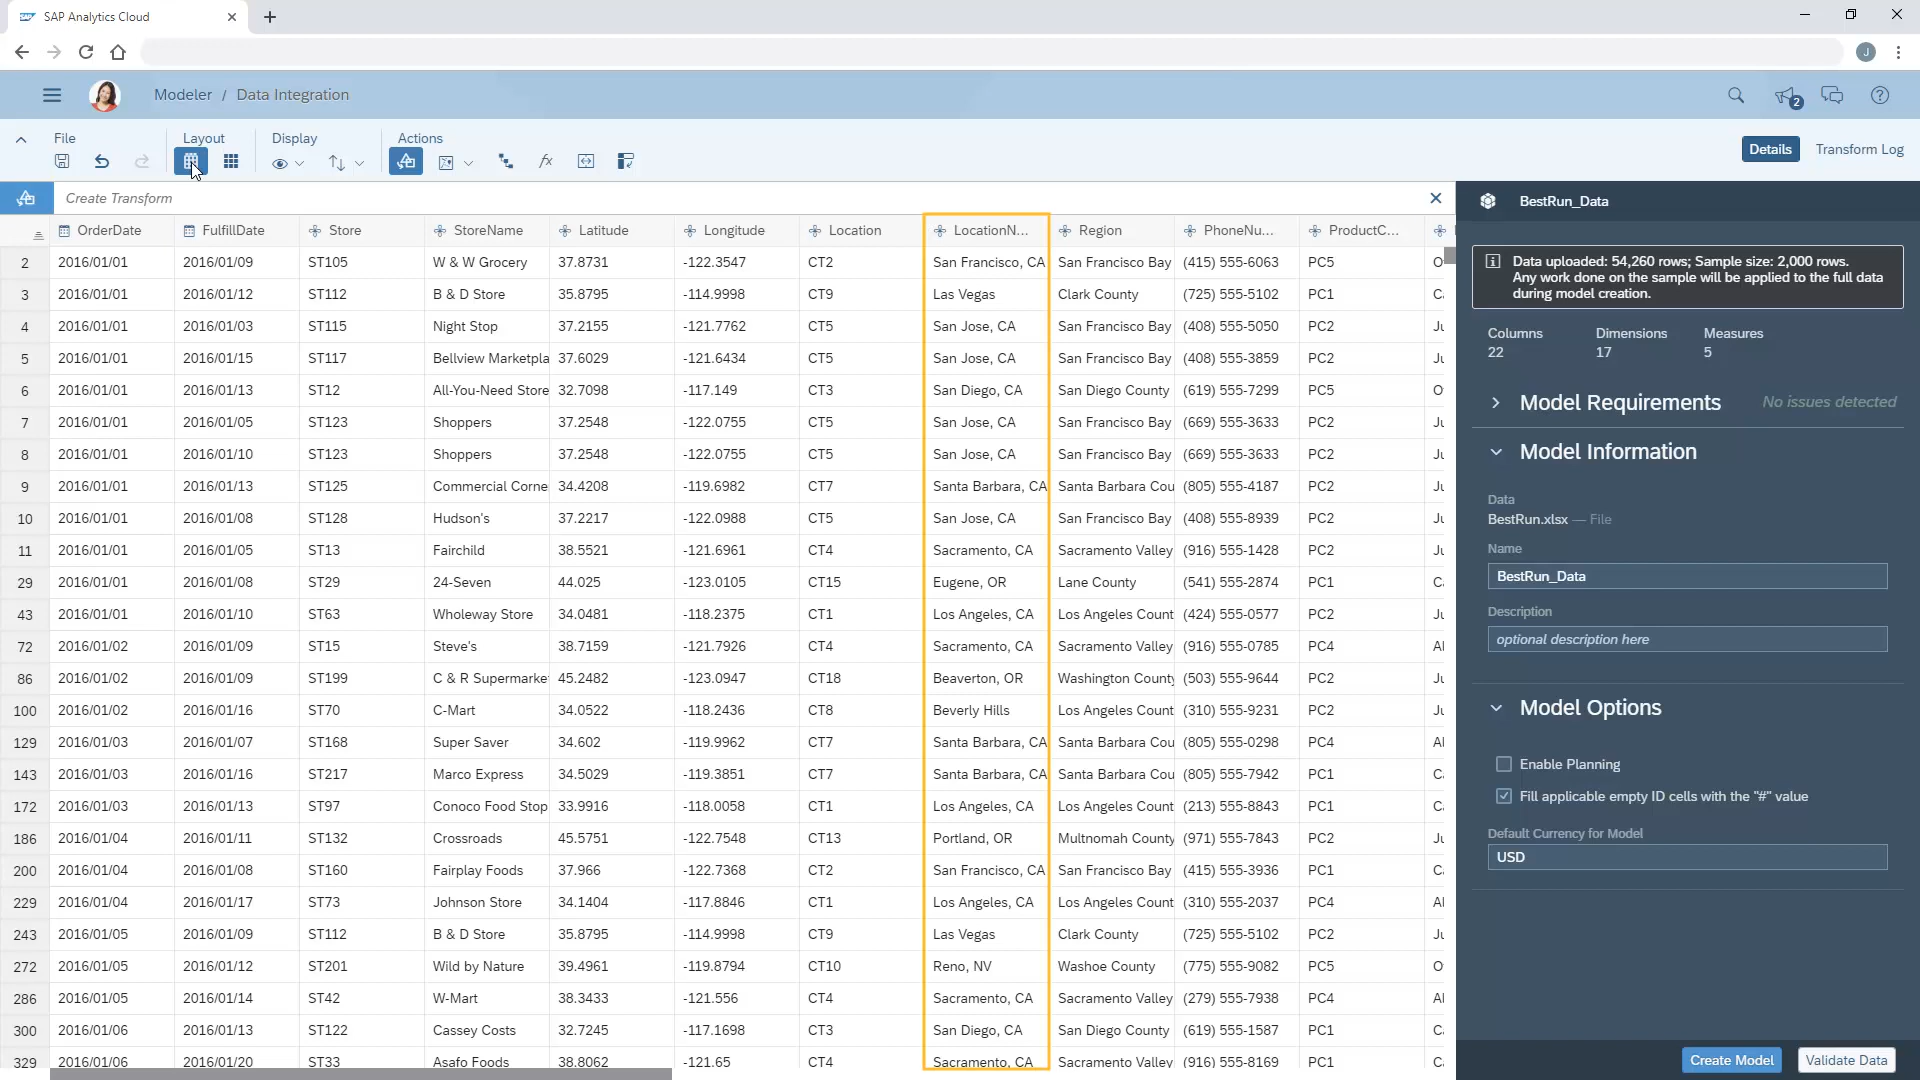 SAP Analytics Cloud
J
Modeler / Data Integration
2
File
Layout
Display
Actions
fx
Details
Transform Log
Create Transform
BestRun_Data
OrderDate FulfillDate Store StoreName Latitude Longitude Location LocationN... Region PhoneNu... ProductC...
2 2016/01/01 2016/01/09 ST105 W & W Grocery 37.8731 -122.3547 CT2 San Francisco, CA San Francisco Bay (415) 555-6063 PC5 O
3 2016/01/01 2016/01/12 ST112 B & D Store 35.8795 -114.9998 CT9 Las Vegas Clark County (725) 555-5102 PC1 Ca
4 2016/01/01 2016/01/03 ST115 Night Stop 37.2155 -121.7762 CT5 San Jose, CA San Francisco Bay (408) 555-5050 PC2 Ju
5 2016/01/01 2016/01/15 ST117 Bellview Marketpla 37.6029 -121.6434 CT5 San Jose, CA San Francisco Bay (408) 555-3859 PC2 Ju
6 2016/01/01 2016/01/13 ST12 All-You-Need Store 32.7098 -117.149 CT3 San Diego, CA San Diego County (619) 555-7299 PC5 O
7 2016/01/01 2016/01/05 ST123 Shoppers 37.2548 -122.0755 CT5 San Jose, CA San Francisco Bay (669) 555-3633 PC2 Ju
8 2016/01/01 2016/01/10 ST123 Shoppers 37.2548 -122.0755 CT5 San Jose, CA San Francisco Bay (669) 555-3633 PC2 Ju
9 2016/01/01 2016/01/13 ST125 Commercial Corne 34.4208 -119.6982 CT7 Santa Barbara, CA Santa Barbara Cou (805) 555-4187 PC2 Ju
10 2016/01/01 2016/01/08 ST128 Hudson's 37.2217 -122.0988 CT5 San Jose, CA San Francisco Bay (408) 555-8939 PC2 Ju
11 2016/01/01 2016/01/05 ST13 Fairchild 38.5521 -121.6961 CT4 Sacramento, CA Sacramento Valley (916) 555-1428 PC2 Ju
29 2016/01/01 2016/01/08 ST29 24-Seven 44.025 -123.0105 CT15 Eugene, OR Lane County (541) 555-2874 PC1 Ca
43 2016/01/01 2016/01/10 ST63 Wholeway Store 34.0481 -118.2375 CT1 Los Angeles, CA Los Angeles Count (424) 555-0577 PC2 Ju
72 2016/01/02 2016/01/09 ST15 Steve's 38.7159 -121.7926 CT4 Sacramento, CA Sacramento Valley (916) 555-0785 PC4 Al
86 2016/01/02 2016/01/09 ST199 C & R Supermarke 45.2482 -123.0947 CT18 Beaverton, OR Washington County (503) 555-9644 PC2 Ju
100 2016/01/02 2016/01/16 ST70 C-Mart 34.0522 -118.2436 CT8 Beverly Hills Los Angeles Count (310) 555-9231 PC2 Ju
129 2016/01/03 2016/01/07 ST168 Super Saver 34.602 -119.9962 CT7 Santa Barbara, CA Santa Barbara Cou (805) 555-0298 PC4 Al
143 2016/01/03 2016/01/16 ST217 Marco Express 34.5029 -119.3851 CT7 Santa Barbara, CA Santa Barbara Cou (805) 555-7942 PC1 Ca
172 2016/01/03 2016/01/13 ST97 Conoco Food Stop 33.9916 -118.0058 CT1 Los Angeles, CA Los Angeles Count (213) 555-8843 PC1 Ca
186 2016/01/04 2016/01/11 ST132 Crossroads 45.5751 -122.7548 CT13 Portland, OR Multnomah County (971) 555-7843 PC2 Ju
200 2016/01/04 2016/01/08 ST160 Fairplay Foods 37.966 -122.7368 CT2 San Francisco, CA San Francisco Bay (415) 555-3936 PC1 Ca
229 2016/01/04 2016/01/17 ST73 Johnson Store 34.1404 -117.8846 CT1 Los Angeles, CA Los Angeles Count (310) 555-2037 PC4 Al
243 2016/01/05 2016/01/09 ST112 B & D Store 35.8795 -114.9998 CT9 Las Vegas Clark County (725) 555-5102 PC2 Ju
272 2016/01/05 2016/01/12 ST201 Wild by Nature 39.4961 -119.8794 CT10 Reno, NV Washoe County (775) 555-9082 PC5 O
286 2016/01/05 2016/01/14 ST42 W-Mart 38.3433 -121.556 CT4 Sacramento, CA Sacramento Valley (279) 555-7938 PC4 Al
300 2016/01/06 2016/01/13 ST122 Cassey Costs 32.7245 -117.1698 CT3 San Diego, CA San Diego County (619) 555-1587 PC1 Ca
329 2016/01/06 2016/01/20 ST33 Asafo Foods 38.8062 -121.65 CT4 Sacramento, CA Sacramento Valley (916) 555-8169 PC1 Ca
Data uploaded: 54,260 rows; Sample size: 2,000 rows.
Any work done on the sample will be applied to the full data
during model creation.
Columns Dimensions Measures
22 17 5
Model Requirements No issues detected
Model Information
Data
BestRun.xlsx — File
Name
BestRun_Data
Description
optional description here
Model Options
Enable Planning
Fill applicable empty ID cells with the "#" value
Default Currency for Model
USD
Create Model
Validate Data